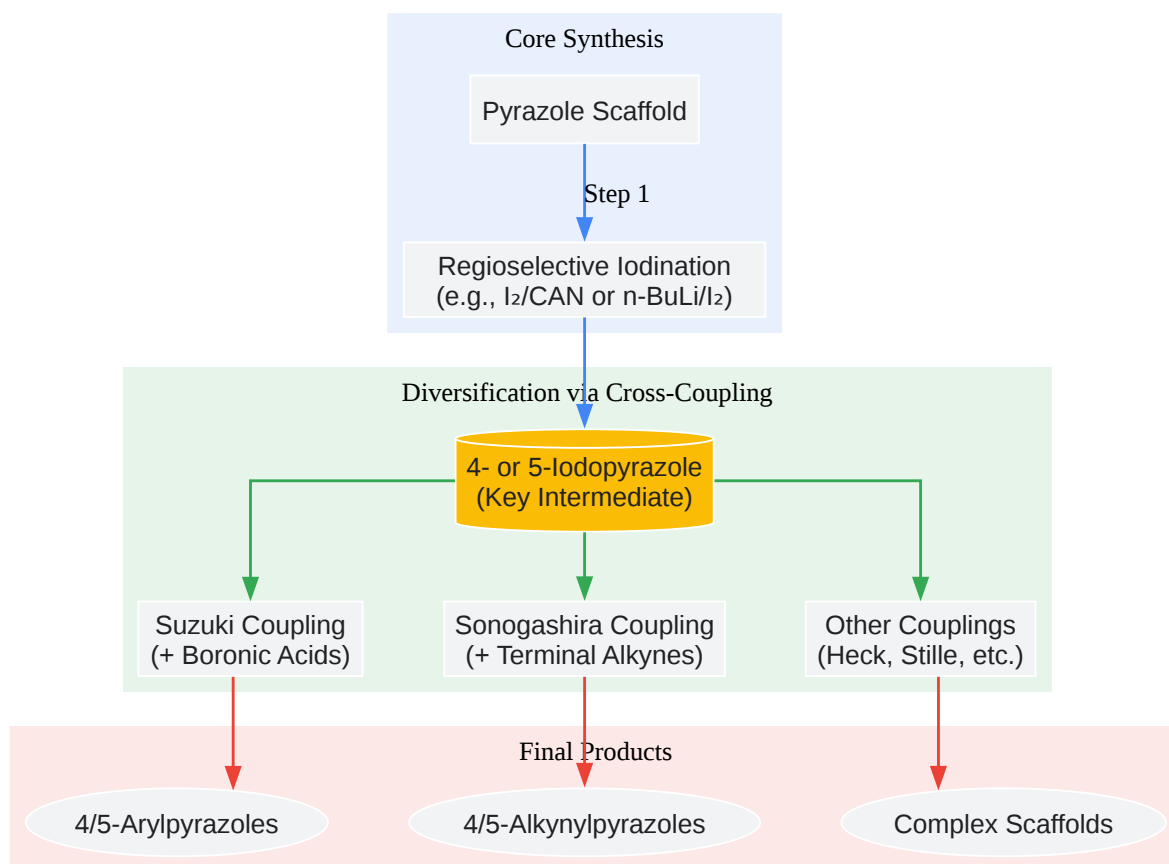 Core Synthesis
Pyrazole Scaffold
Step 1
Regioselective Iodination
(e.g., I₂/CAN or n-BuLi/I₂)
Diversification via Cross-Coupling
4- or 5-Iodopyrazole
(Key Intermediate)
Suzuki Coupling
(+ Boronic Acids)
Sonogashira Coupling
(+ Terminal Alkynes)
Other Couplings
(Heck, Stille, etc.)
Final Products
4/5-Arylpyrazoles
4/5-Alkynylpyrazoles
Complex Scaffolds